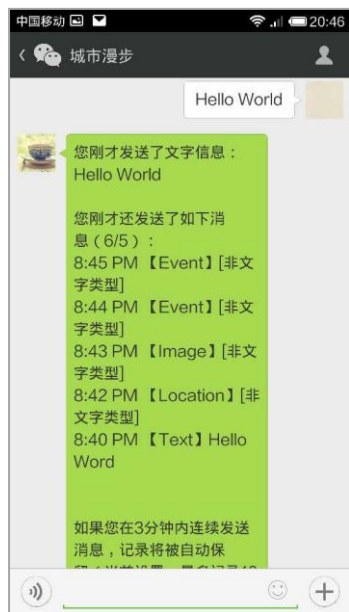 中国移动 20:46
城市漫步
Hello World
您刚才发送了文字信息：
Hello World
您刚才还发送了如下消
息（6/5）：
8:45 PM 【Event】[非文
字类型]
8:44 PM 【Event】[非文
字类型]
8:43 PM 【Image】[非文
字类型]
8:42 PM 【Location】[非
文字类型]
8:40 PM 【Text】Hello
Word
如果您在3分钟内连续发送
消息，记录将被自动保